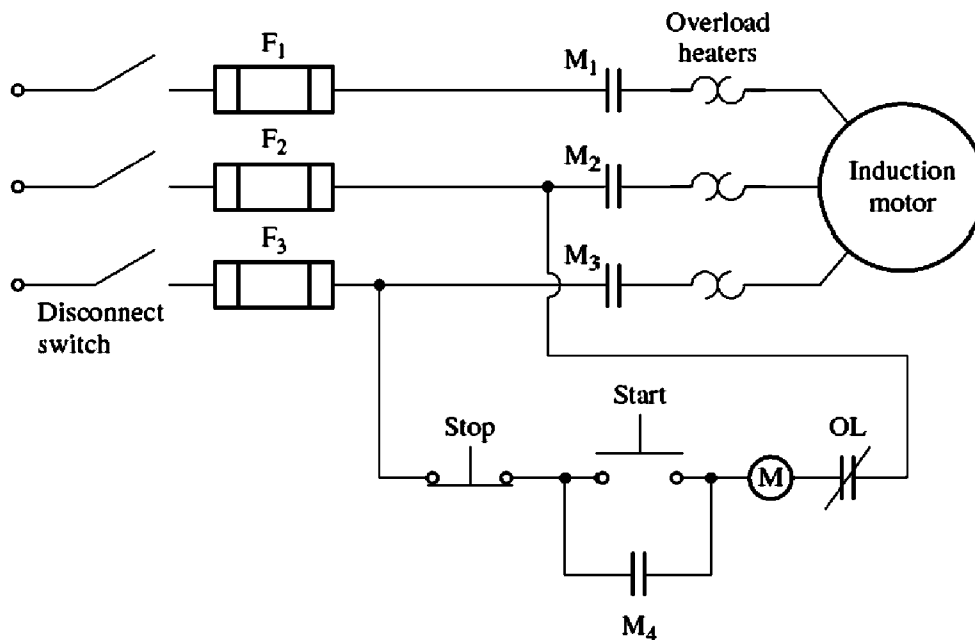 Overload
heaters
F₁
M₁
F₂
M₂
Induction
motor
F₃
M₃
Disconnect
switch
Start
Stop
OL
M
M₄